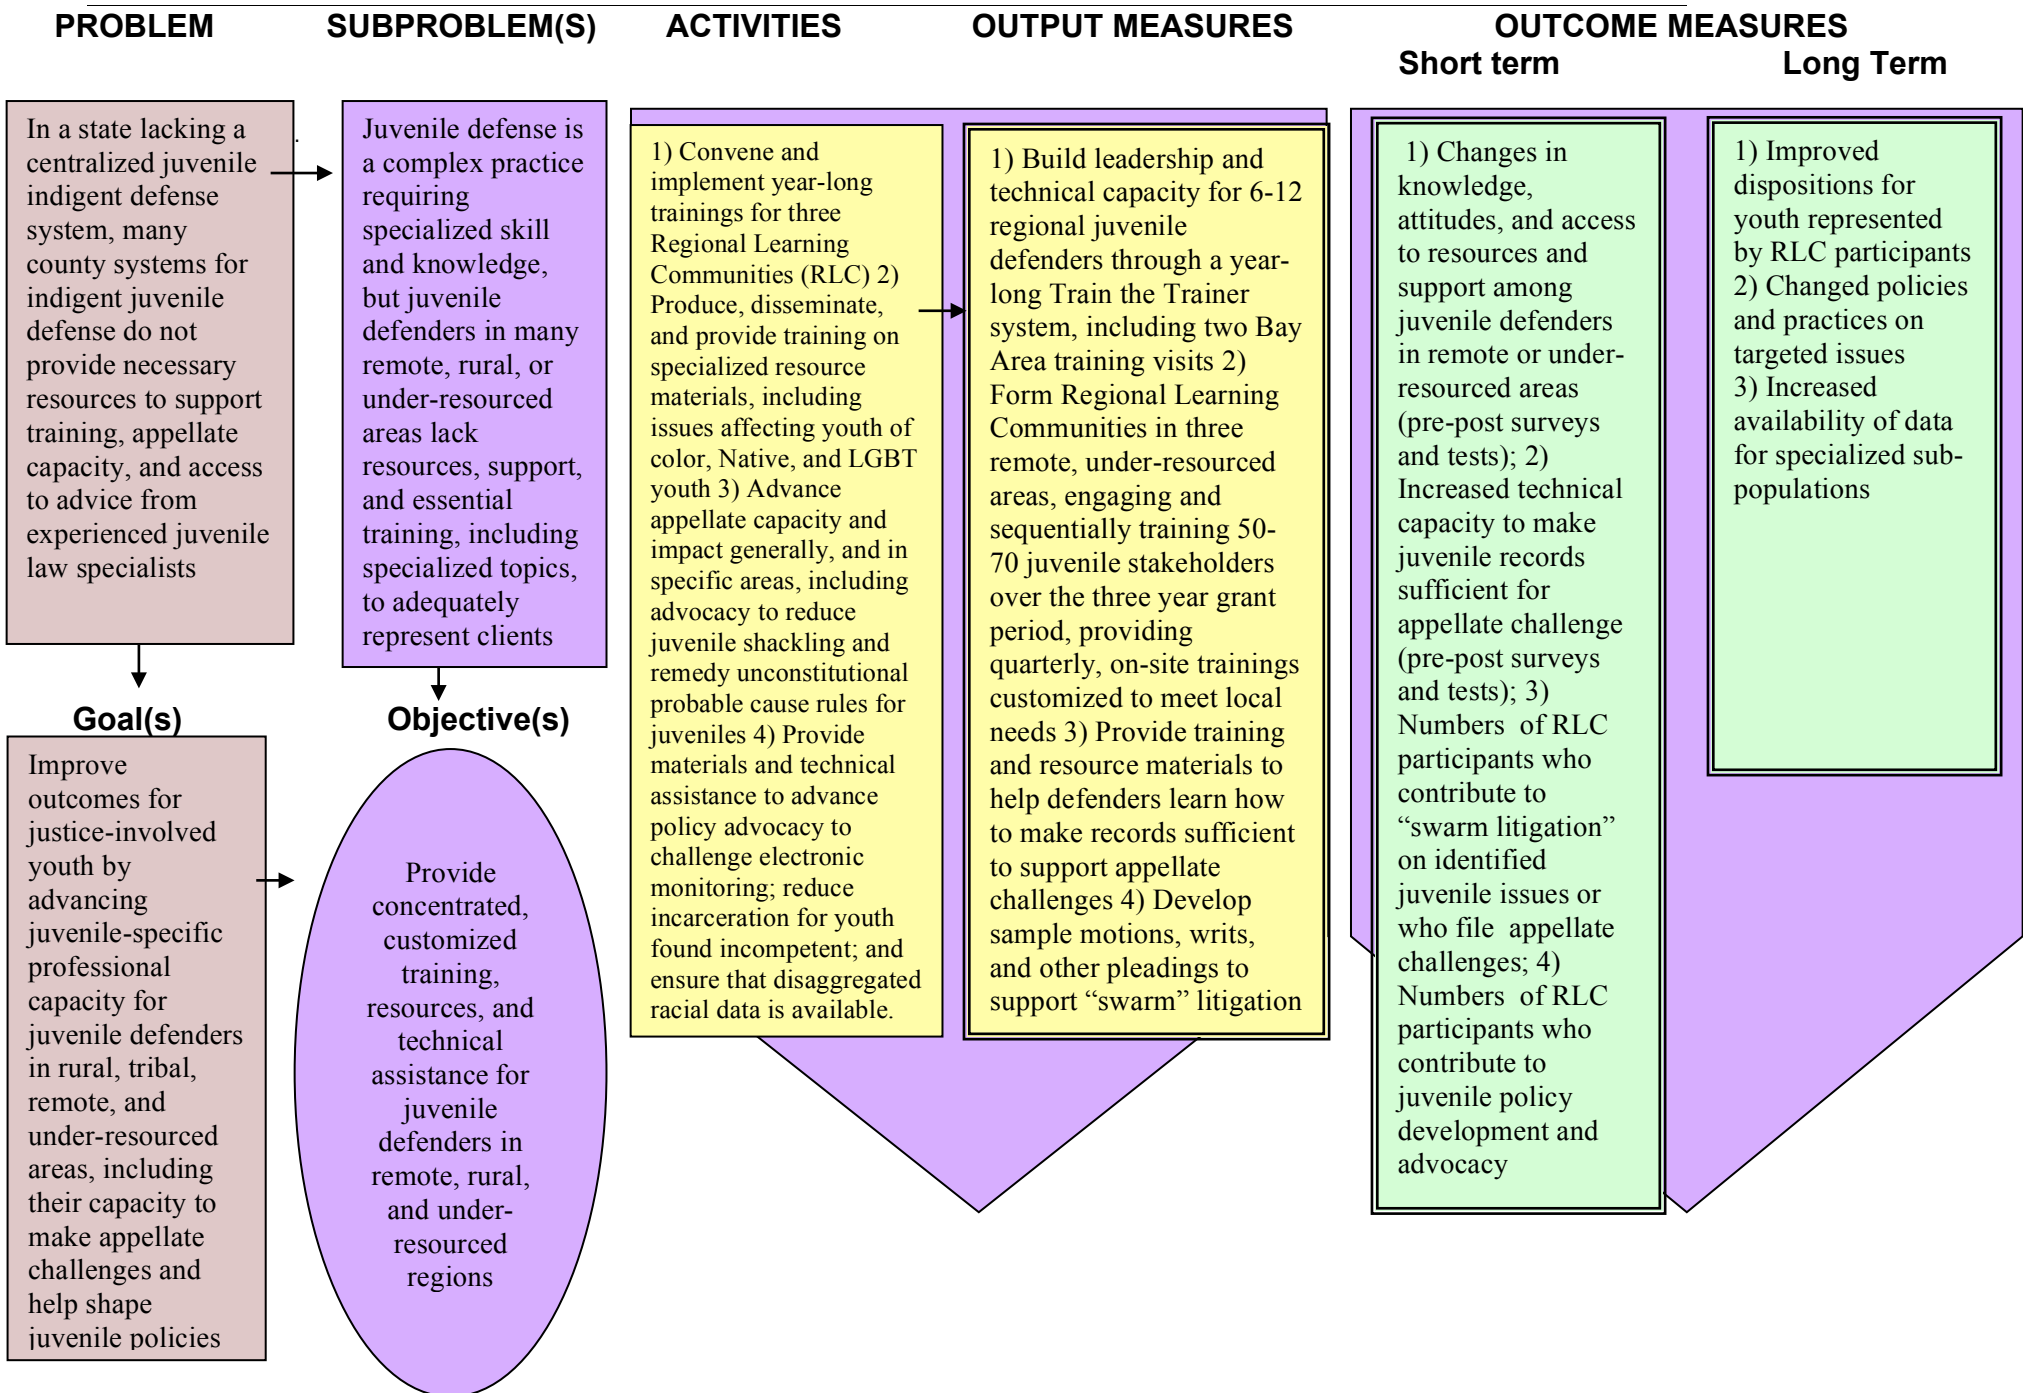 PROBLEM
SUBPROBLEM(S)
ACTIVITIES
OUTPUT MEASURES
OUTCOME MEASURES
Short term
Long Term
In a state lacking a
centralized juvenile
indigent defense
system, many
county systems for
indigent juvenile
defense do not
provide necessary
resources to support
training, appellate
capacity, and access
to advice from
experienced juvenile
law specialists
.
Juvenile defense is
a complex practice
requiring
specialized skill
and knowledge,
but juvenile
defenders in many
remote, rural, or
under-resourced
areas lack
resources, support,
and essential
training, including
specialized topics,
to adequately
represent clients
Goal(s)
Improve
outcomes for
justice-involved
youth by
advancing
juvenile-specific
professional
capacity for
juvenile defenders
in rural, tribal,
remote, and
under-resourced
areas, including
their capacity to
make appellate
challenges and
help shape
juvenile policies
Objective(s)
Provide
concentrated,
customized
training,
resources, and
technical
assistance for
juvenile
defenders in
remote, rural,
and under-
resourced
regions
1) Convene and
implement year-long
trainings for three
Regional Learning
Communities (RLC) 2)
Produce, disseminate,
and provide training on
specialized resource
materials, including
issues affecting youth of
color, Native, and LGBT
youth 3) Advance
appellate capacity and
impact generally, and in
specific areas, including
advocacy to reduce
juvenile shackling and
remedy unconstitutional
probable cause rules for
juveniles 4) Provide
materials and technical
assistance to advance
policy advocacy to
challenge electronic
monitoring; reduce
incarceration for youth
found incompetent; and
ensure that disaggregated
racial data is available.
1) Build leadership and
technical capacity for 6-12
regional juvenile
defenders through a year-
long Train the Trainer
system, including two Bay
Area training visits 2)
Form Regional Learning
Communities in three
remote, under-resourced
areas, engaging and
sequentially training 50-
70 juvenile stakeholders
over the three year grant
period, providing
quarterly, on-site trainings
customized to meet local
needs 3) Provide training
and resource materials to
help defenders learn how
to make records sufficient
to support appellate
challenges 4) Develop
sample motions, writs,
and other pleadings to
support “swarm” litigation
1) Changes in
knowledge,
attitudes, and access
to resources and
support among
juvenile defenders
in remote or under-
resourced areas
(pre-post surveys
and tests); 2)
Increased technical
capacity to make
juvenile records
sufficient for
appellate challenge
(pre-post surveys
and tests); 3)
Numbers of RLC
participants who
contribute to
“swarm litigation”
on identified
juvenile issues or
who file appellate
challenges; 4)
Numbers of RLC
participants who
contribute to
juvenile policy
development and
advocacy
1) Improved
dispositions for
youth represented
by RLC participants
2) Changed policies
and practices on
targeted issues
3) Increased
availability of data
for specialized sub-
populations